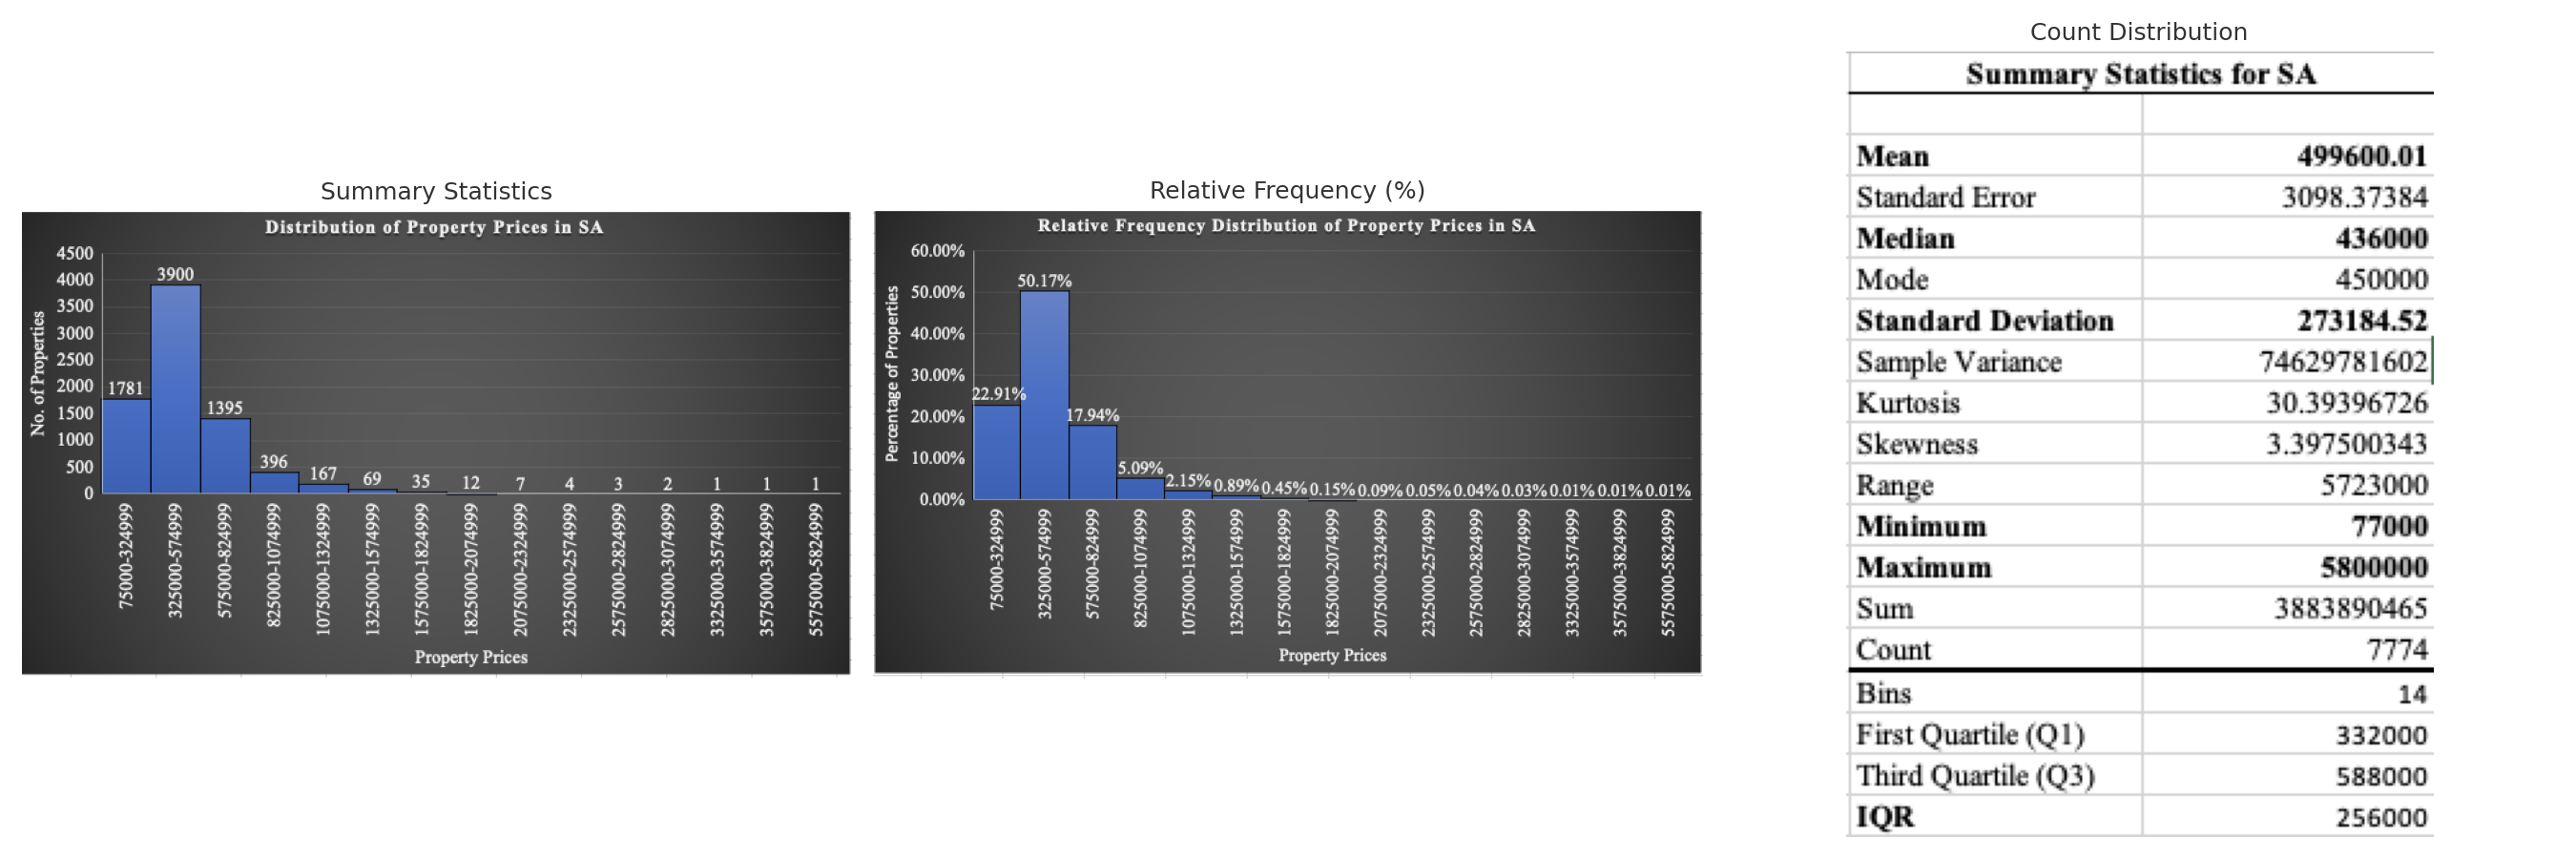 Summary Statistics
Distribution of Property Prices in SA
No. of Properties
4500
4000
3500
3000
2500
2000
1500
1000
500
0
1781
3900
1395
396
167
69
35
12
7
4
3
2
1
1
1
75000-324999
325000-574999
575000-824999
825000-1074999
1075000-1324999
1325000-1574999
1575000-1824999
1825000-2074999
2075000-2324999
2325000-2574999
2575000-2824999
2825000-3074999
3325000-3574999
3575000-3824999
5575000-5824999
Property Prices
Relative Frequency (%)
Relative Frequency Distribution of Property Prices in SA
Percentage of Properties
60.00%
50.00%
40.00%
30.00%
20.00%
10.00%
0.00%
22.91%
50.17%
17.94%
5.09%
2.15%
0.89%
0.45%
0.15%
0.09%
0.05%
0.04%
0.03%
0.01%
0.01%
0.01%
75000-324999
325000-574999
575000-824999
825000-1074999
1075000-1324999
1325000-1574999
1575000-1824999
1825000-2074999
2075000-2324999
2325000-2574999
2575000-2824999
2825000-3074999
3325000-3574999
3575000-3824999
5575000-5824999
Property Prices
Count Distribution
Summary Statistics for SA
Mean 499600.01
Standard Error 3098.37384
Median 436000
Mode 450000
Standard Deviation 273184.52
Sample Variance 74629781602
Kurtosis 30.39396726
Skewness 3.397500343
Range 5723000
Minimum 77000
Maximum 5800000
Sum 3883890465
Count 7774
Bins 14
First Quartile (Q1) 332000
Third Quartile (Q3) 588000
IQR 256000